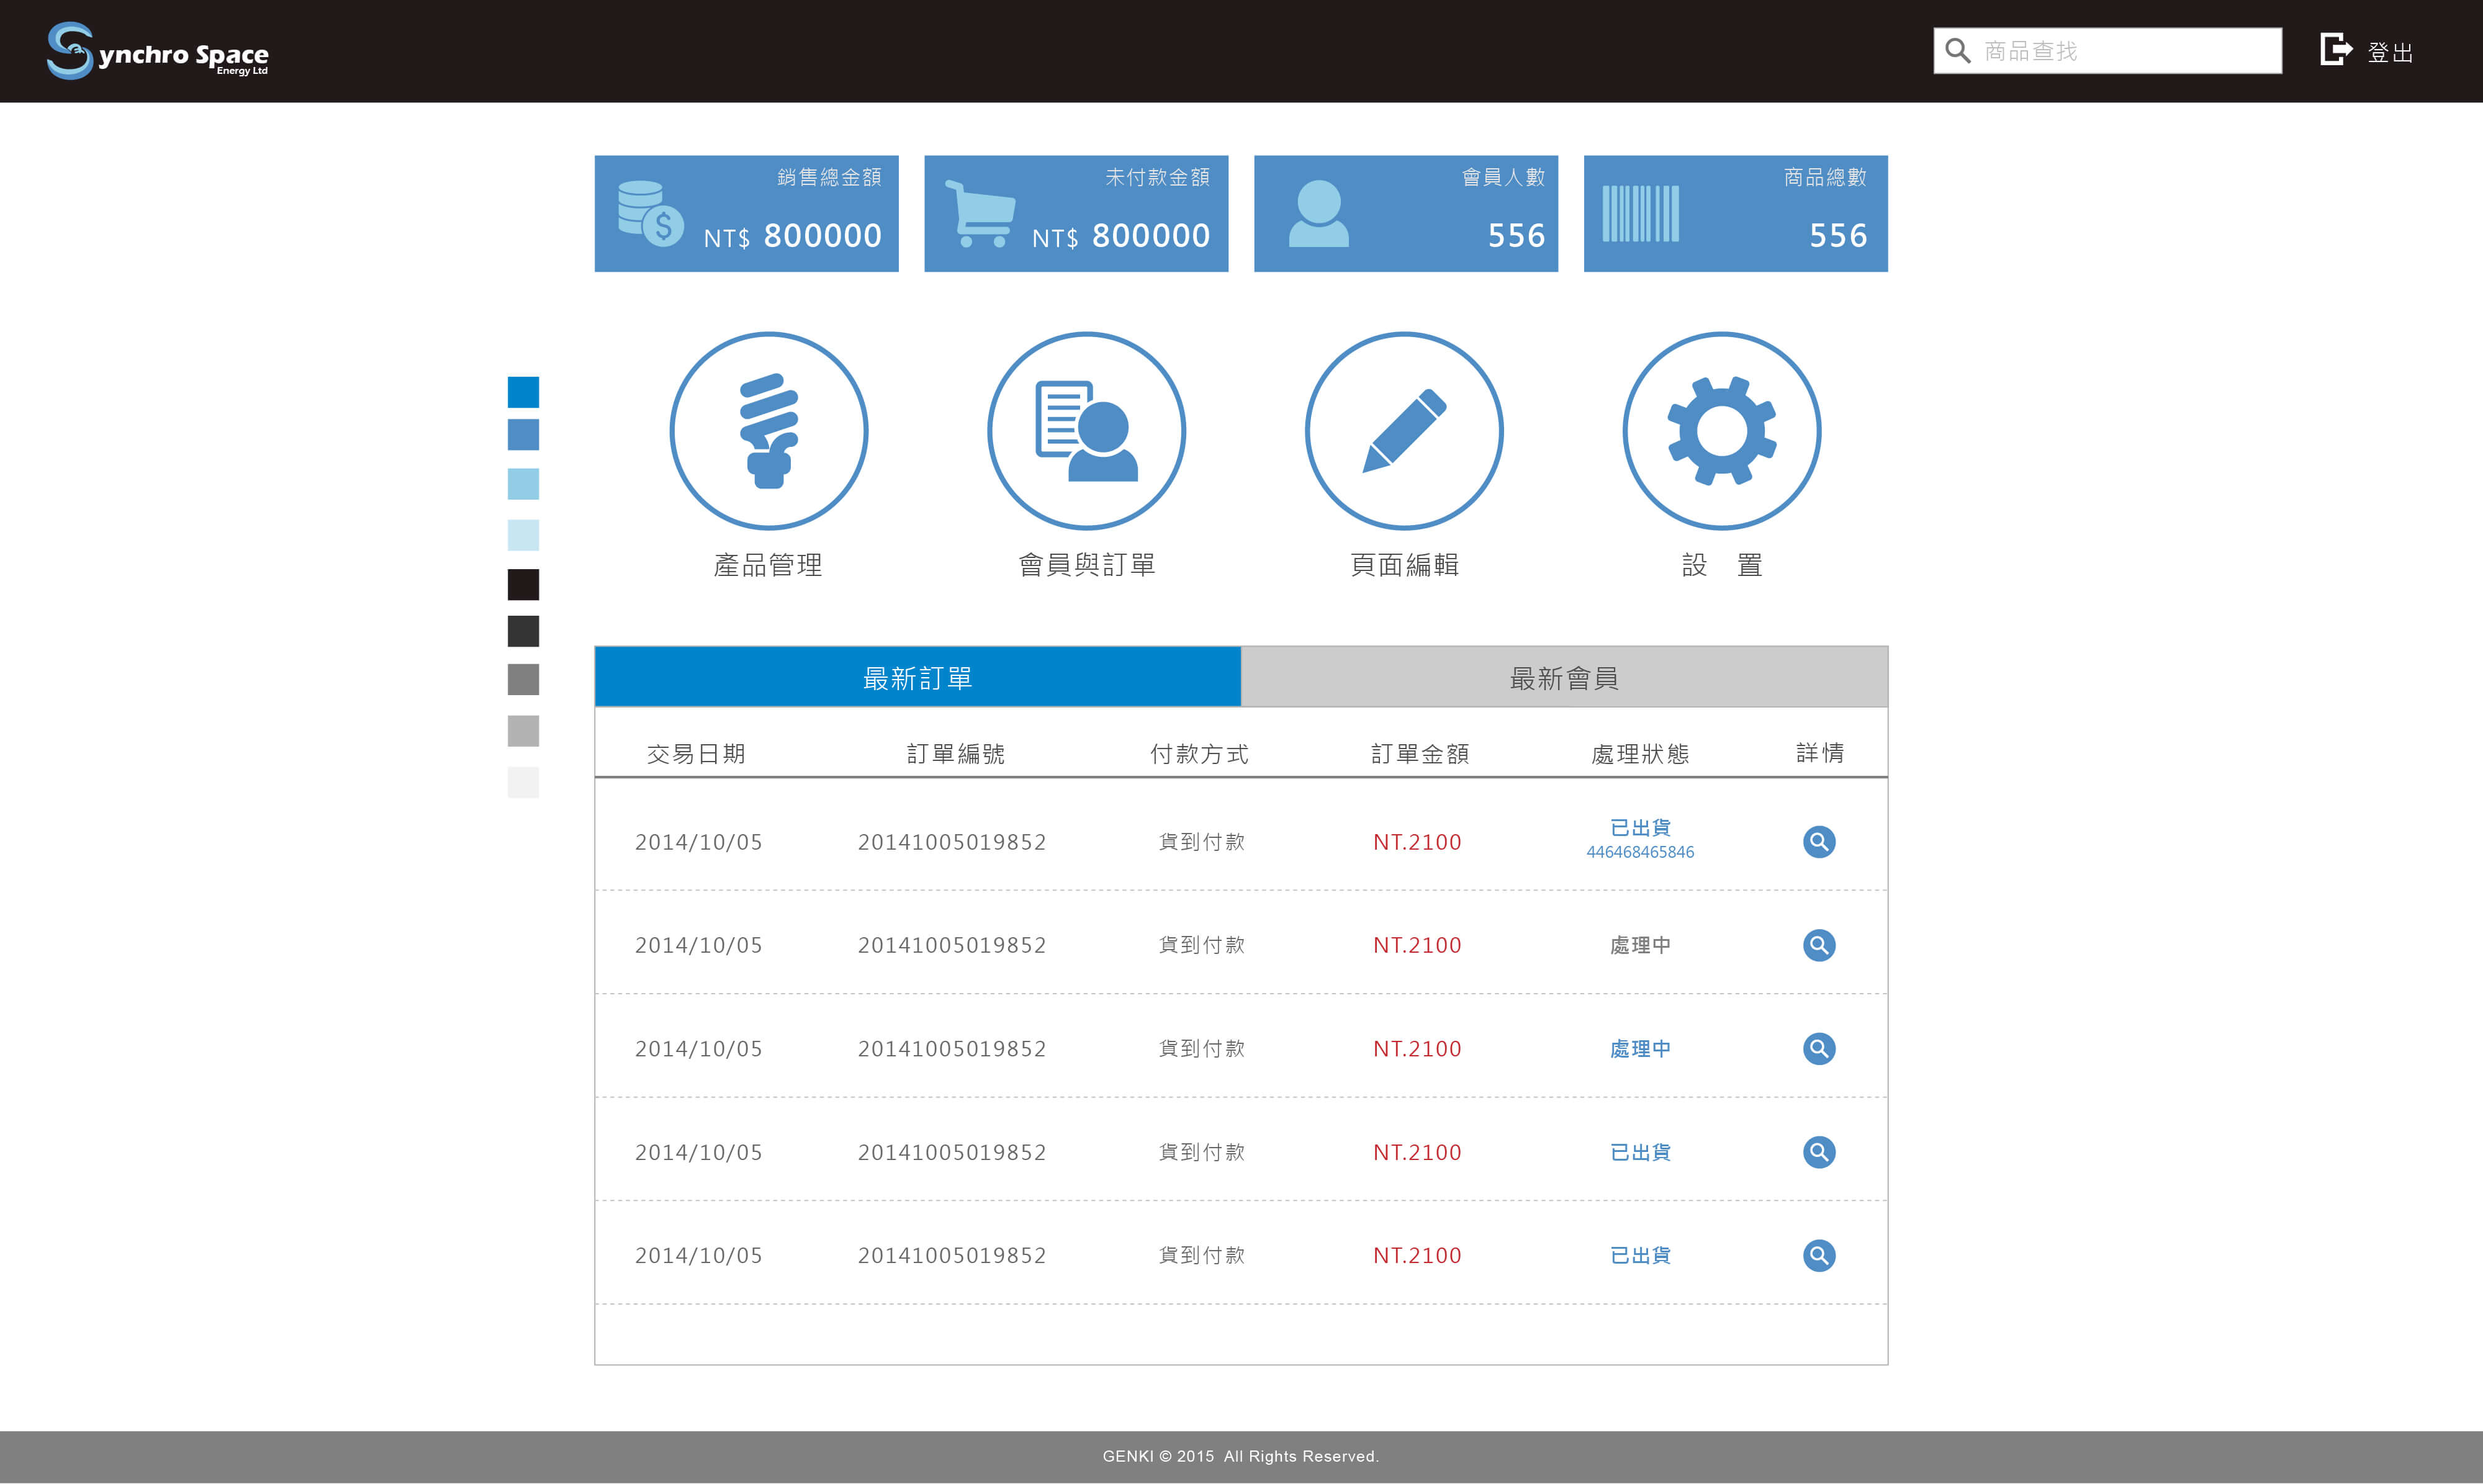 Synchro Space
Energy Ltd
商品查找
登出
銷售總金額
NT$ 800000
未付款金額
NT$ 800000
會員人數
556
商品總數
556
產品管理
會員與訂單
頁面編輯
設 置
最新訂單 最新會員
交易日期 訂單編號 付款方式 訂單金額 處理狀態 詳情
2014/10/05 20141005019852 貨到付款 NT.2100 已出貨
446468465846
2014/10/05 20141005019852 貨到付款 NT.2100 處理中
2014/10/05 20141005019852 貨到付款 NT.2100 處理中
2014/10/05 20141005019852 貨到付款 NT.2100 已出貨
2014/10/05 20141005019852 貨到付款 NT.2100 已出貨
GENKI © 2015 All Rights Reserved.